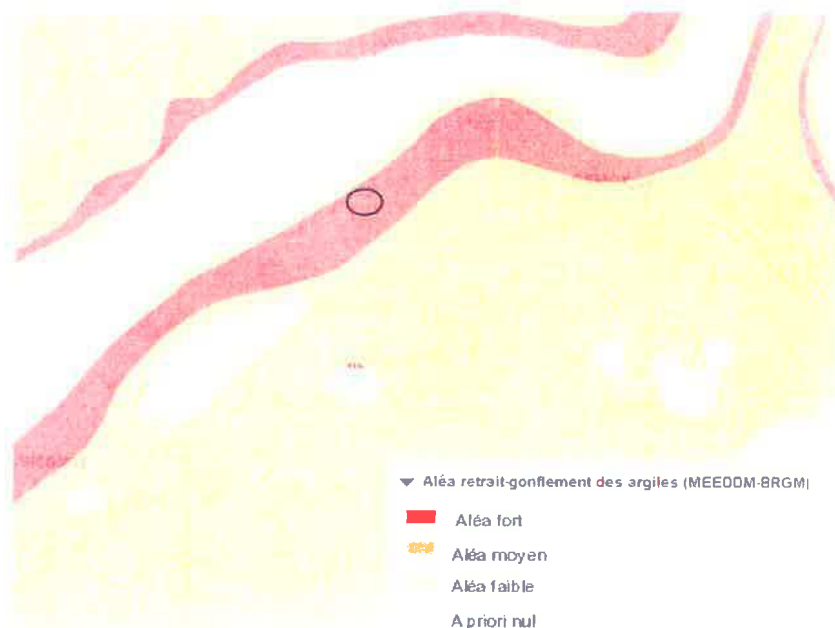 Aléa retrait-gonflement des argiles (MEEDDM-BRGM)
Aléa fort
Aléa moyen
Aléa faible
A priori nul